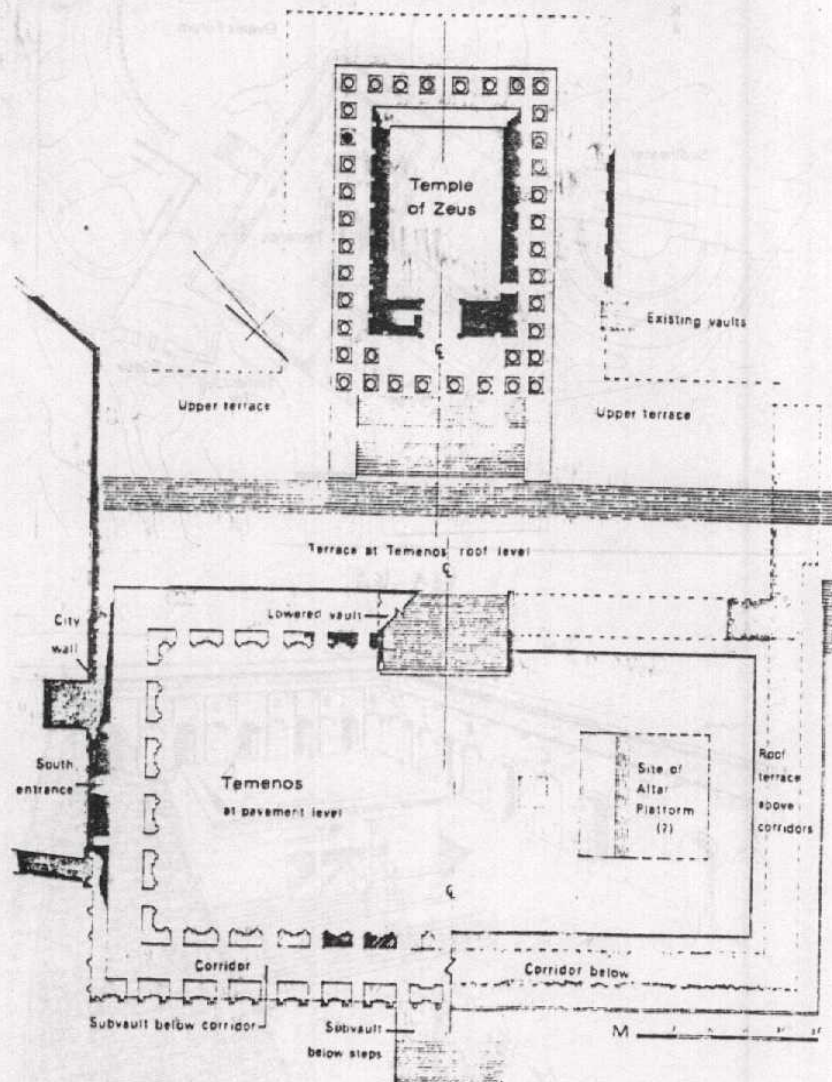 Temple
of Zeus
Existing vaults
Upper terrace
Upper terrace
Terrace at Temenos roof level
Lowered vault
City
wall
South
entrance
Temenos
at pavement level
Site of
Altar
Platform
(?)
Roof
terrace
above
corridors
Corridor
Corridor below
Subvault below corridor
Subvault
below steps
M